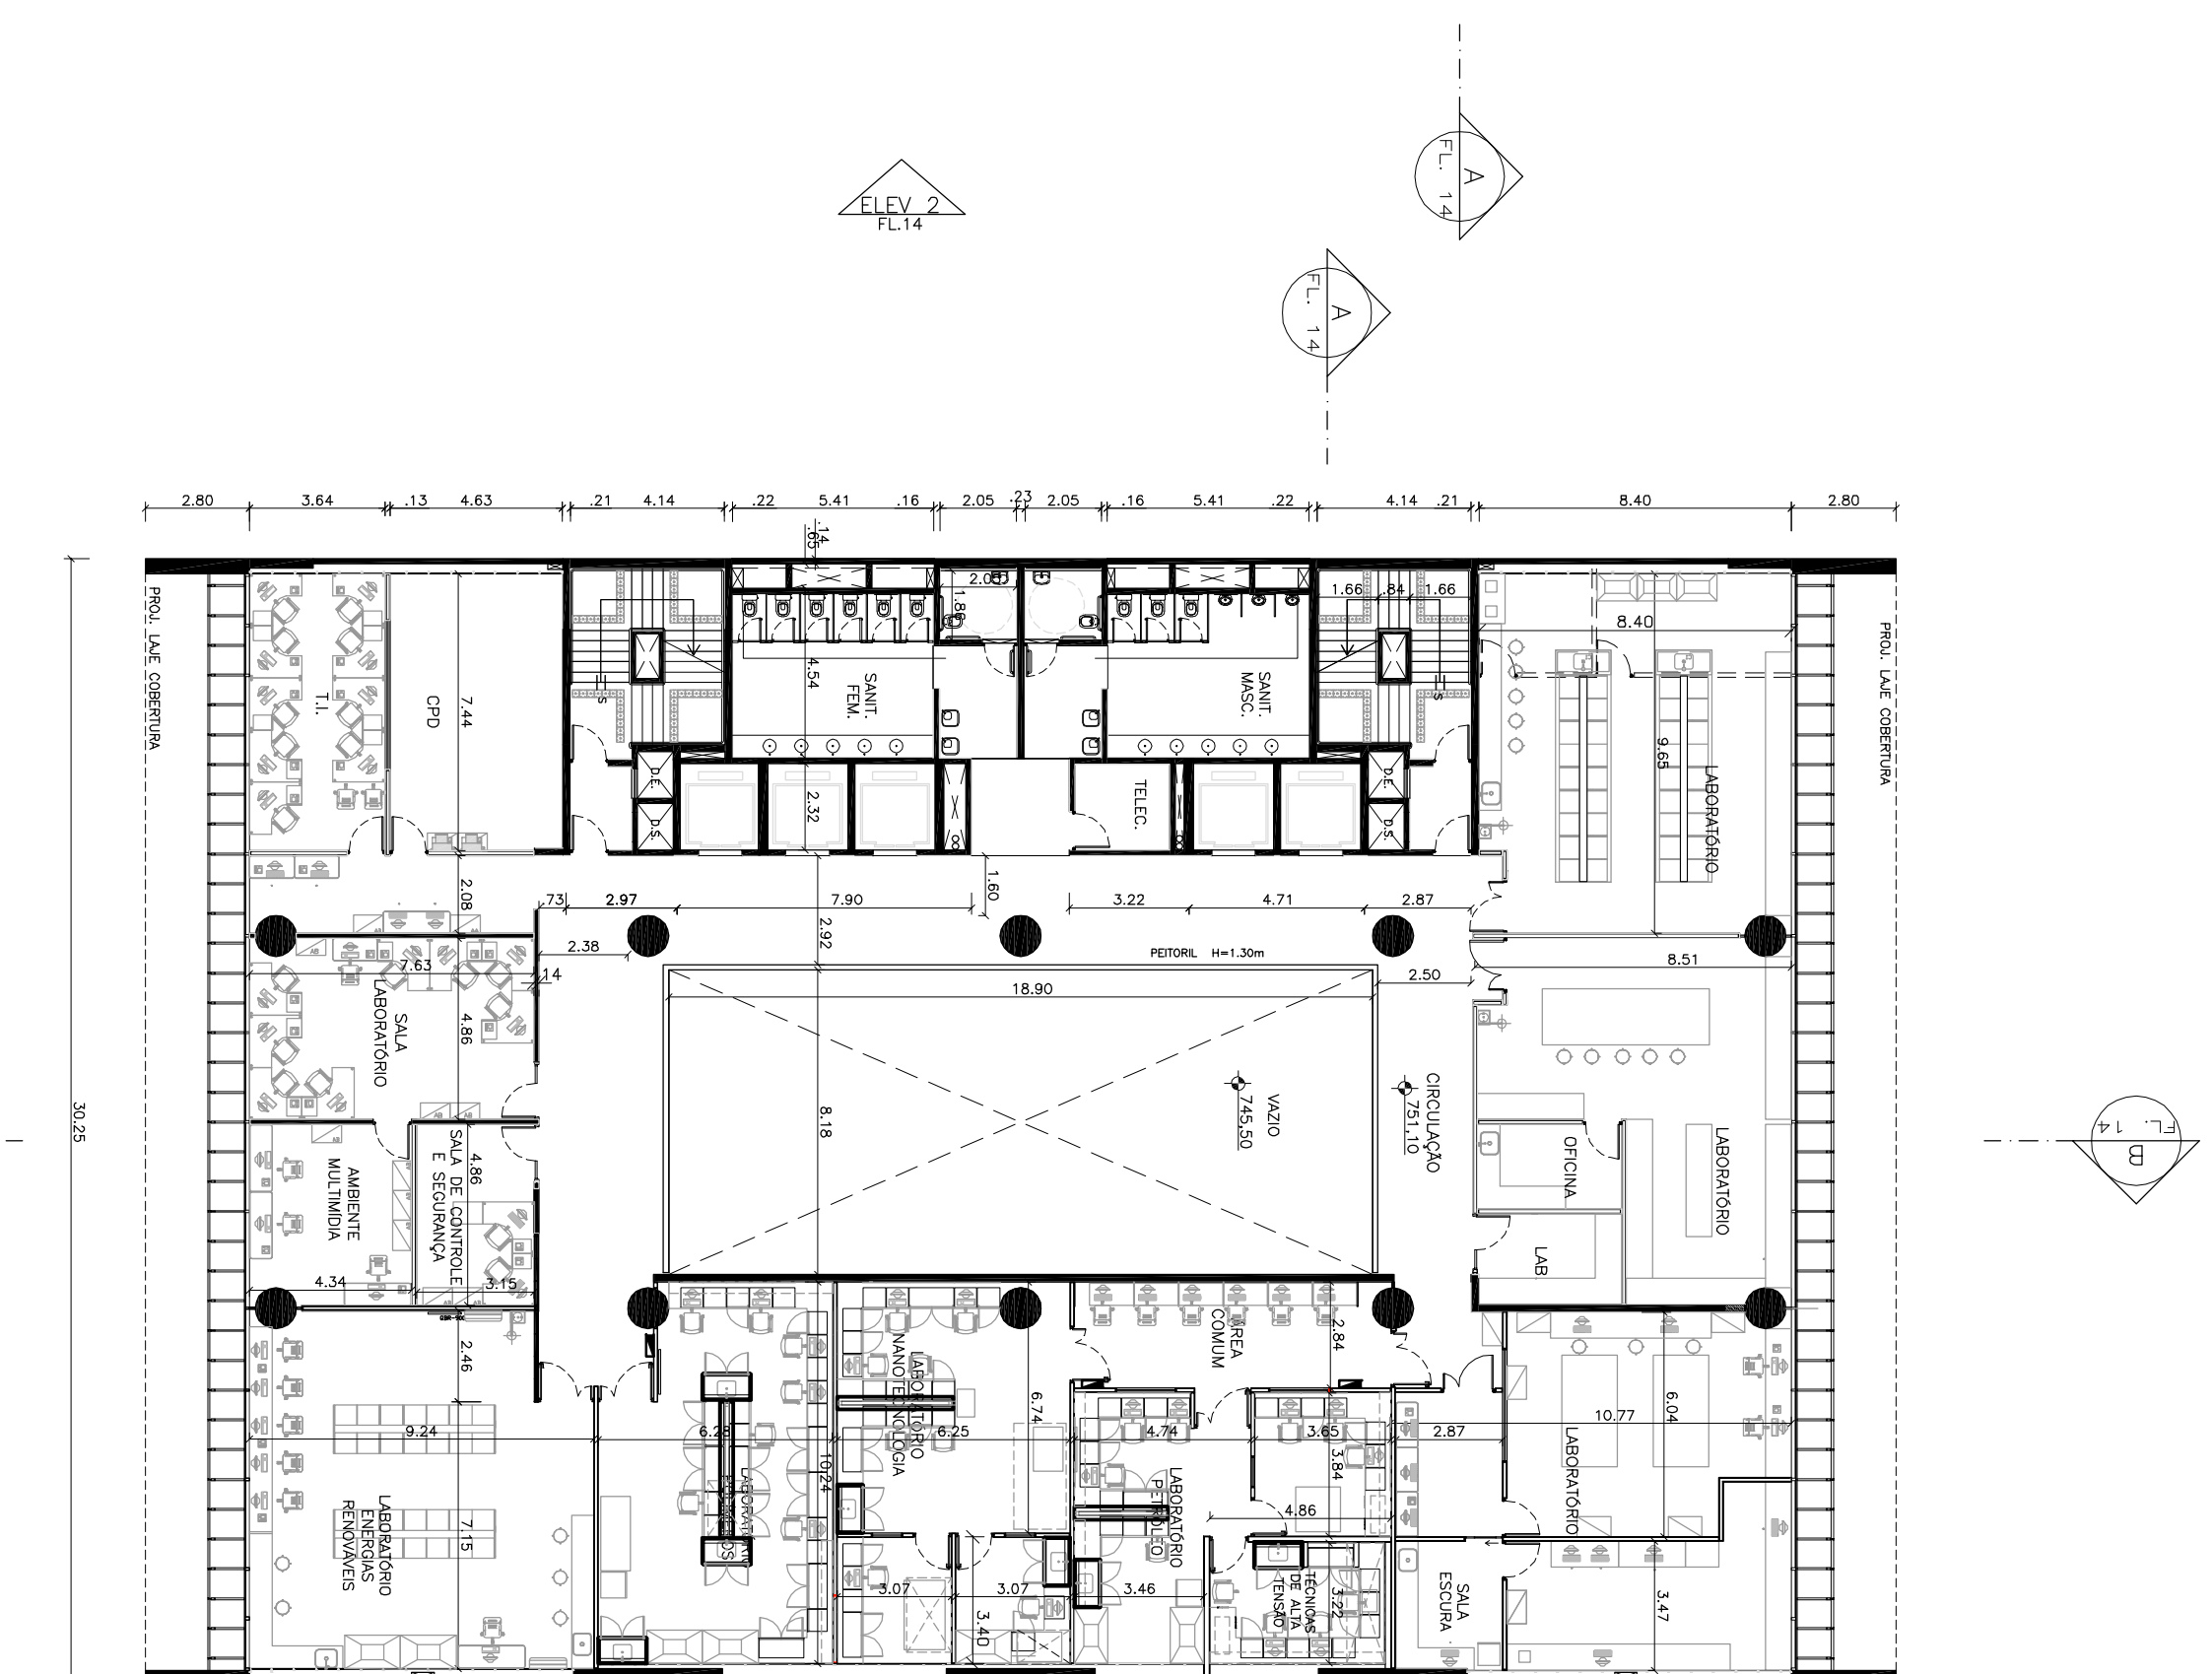 A
FL. 14
ELEV 2
FL.14
A
FL. 14
2.80
3.64
.13
4.63
.21
4.14
.22
5.41
.16
2.05
.23
2.05
.16
5.41
.22
4.14
.21
8.40
2.80
.14
.65
PROJ. LAJE COBERTURA
PROJ. LAJE COBERTURA
1.66
.84
1.66
8.40
T.I.
CPD
7.44
S
4.54
SANIT.
FEM.
SANIT.
MASC.
S
9.65
LABORATÓRIO
D.E.
D.S.
2.32
TELEC.
D.E.
D.S.
2.08
.73
2.97
7.90
1.60
3.22
4.71
2.87
2.92
2.38
PEITORIL H=1.30m
7.63
.14
18.90
2.50
8.51
SALA
LABORATÓRIO
4.86
8.18
VAZIO
745,50
CIRCULAÇÃO
751,10
30.25
B
FL. 14
AMBIENTE
MULTIMÍDIA
SALA DE CONTROLE
E SEGURANÇA
4.86
OFICINA
LABORATÓRIO
LAB
4.34
3.15
2.46
LABORATÓRIO
NANOTECNOLOGIA
6.74
ÁREA
COMUM
2.84
6.04
9.24
6.28
6.25
4.74
3.65
2.87
10.77
10.24
3.84
LABORATÓRIO
LABORATÓRIO
ENERGIAS
RENOVÁVEIS
7.15
LABORATÓRIO
PETRÓLEO
4.86
3.07
3.07
3.46
3.40
TÉCNICAS
DE ALTA
TENSÃO
3.22
SALA
ESCURA
3.47